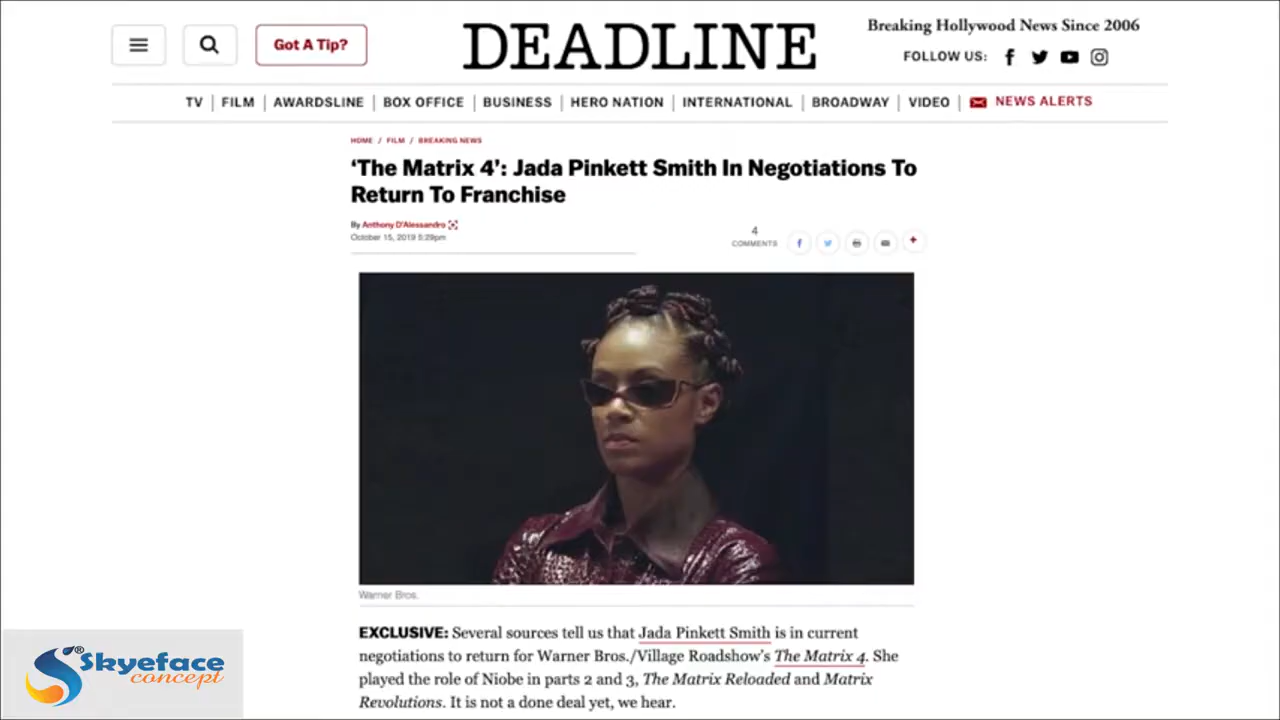 Got A Tip?
DEADLINE
Breaking Hollywood News Since 2006
FOLLOW US:
TV | FILM | AWARDSLINE | BOX OFFICE | BUSINESS | HERO NATION | INTERNATIONAL | BROADWAY | VIDEO | NEWS ALERTS
HOME / FILM / BREAKING NEWS
‘The Matrix 4’: Jada Pinkett Smith In Negotiations To
Return To Franchise
By Anthony D'Alessandro
October 15, 2019 5:29pm
4
COMMENTS
Warner Bros.
EXCLUSIVE: Several sources tell us that Jada Pinkett Smith is in current
negotiations to return for Warner Bros./Village Roadshow’s The Matrix 4. She
played the role of Niobe in parts 2 and 3, The Matrix Reloaded and Matrix
Revolutions. It is not a done deal yet, we hear.
Skyeface
concept